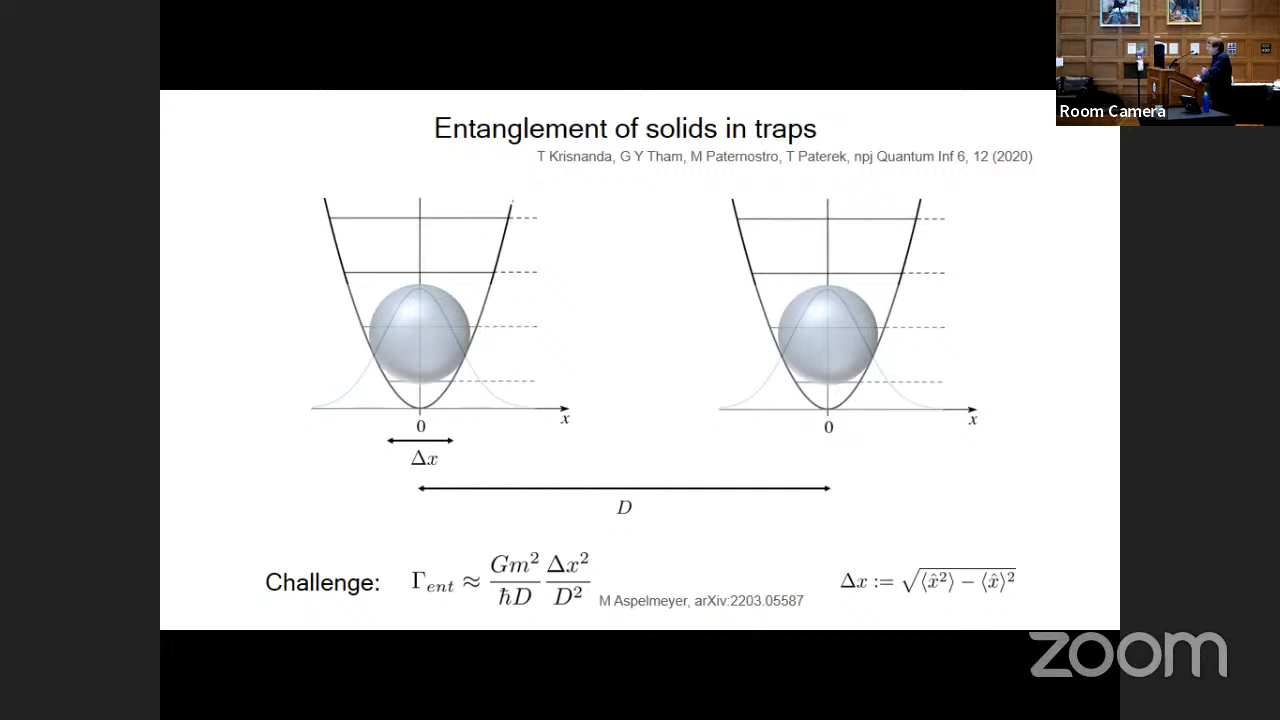 Room Camera
Entanglement of solids in traps
T Krisnanda, G Y Tham, M Paternostro, T Paterek, npj Quantum Inf 6, 12 (2020)
x
x
0
0
Δx
D
Challenge: Γ_ent ≈ Gm²/ħD Δx²/D²
M Aspelmeyer, arXiv:2203.05587
Δx := √⟨x̂²⟩ − ⟨x̂⟩²
zoom